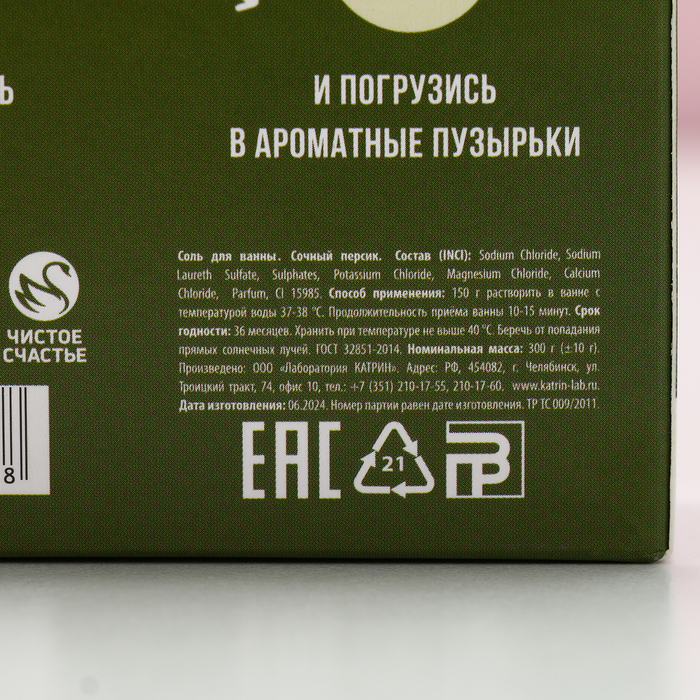 Ь
И ПОГРУЗИСЬ
В АРОМАТНЫЕ ПУЗЫРЬКИ
ЧИСТОЕ
СЧАСТЬЕ
8
Соль для ванны. Сочный персик. Состав (INCI): Sodium Chloride, Sodium
Laureth Sulfate, Sulphates, Potassium Chloride, Magnesium Chloride, Calcium
Chloride, Parfum, CI 15985. Способ применения: 150 г растворить в ванне с
температурой воды 37-38 °С. Продолжительность приёма ванны 10-15 минут. Срок
годности: 36 месяцев. Хранить при температуре не выше 40 °С. Беречь от попадания
прямых солнечных лучей. ГОСТ 32851-2014. Номинальная масса: 300 г (±10 г).
Произведено: ООО «Лаборатория КАТРИН». Адрес: РФ, 454082, г. Челябинск, ул.
Троицкий тракт, 74, офис 10, тел.: +7 (351) 210-17-55, 210-17-60. www.katrin-lab.ru.
Дата изготовления: 06.2024. Номер партии равен дате изготовления. ТР ТС 009/2011.
ЕАС 21